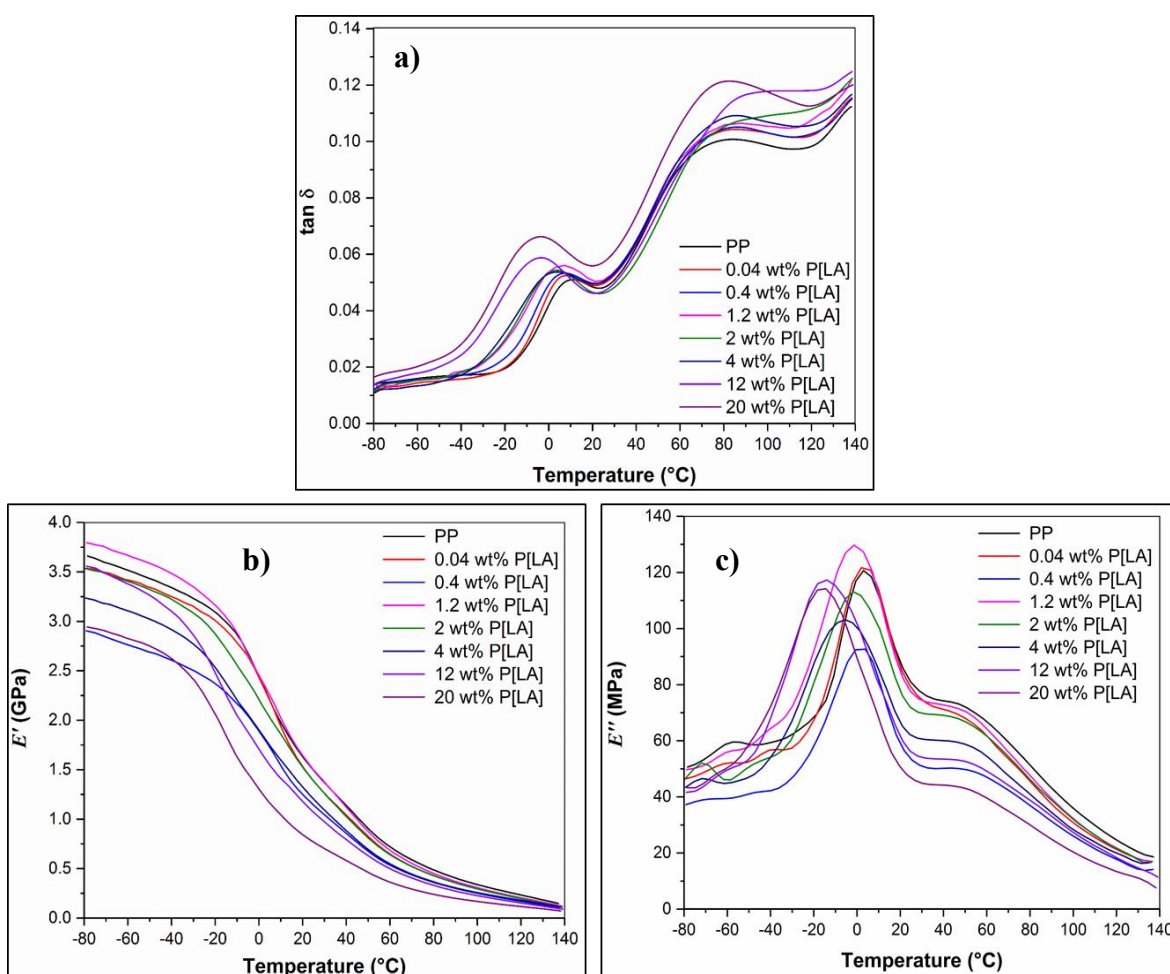 a)
0.14
0.12
0.10
0.08
0.06
0.04
0.02
0.00
tan δ
PP
0.04 wt% P[LA]
0.4 wt% P[LA]
1.2 wt% P[LA]
2 wt% P[LA]
4 wt% P[LA]
12 wt% P[LA]
20 wt% P[LA]
-80 -60 -40 -20 0 20 40 60 80 100 120 140
Temperature (°C)
b)
4.0
3.5
3.0
2.5
2.0
1.5
1.0
0.5
0.0
E' (GPa)
PP
0.04 wt% P[LA]
0.4 wt% P[LA]
1.2 wt% P[LA]
2 wt% P[LA]
4 wt% P[LA]
12 wt% P[LA]
20 wt% P[LA]
-80 -60 -40 -20 0 20 40 60 80 100 120 140
Temperature (°C)
c)
140
120
100
80
60
40
20
0
E'' (MPa)
PP
0.04 wt% P[LA]
0.4 wt% P[LA]
1.2 wt% P[LA]
2 wt% P[LA]
4 wt% P[LA]
12 wt% P[LA]
20 wt% P[LA]
-80 -60 -40 -20 0 20 40 60 80 100 120 140
Temperature (°C)